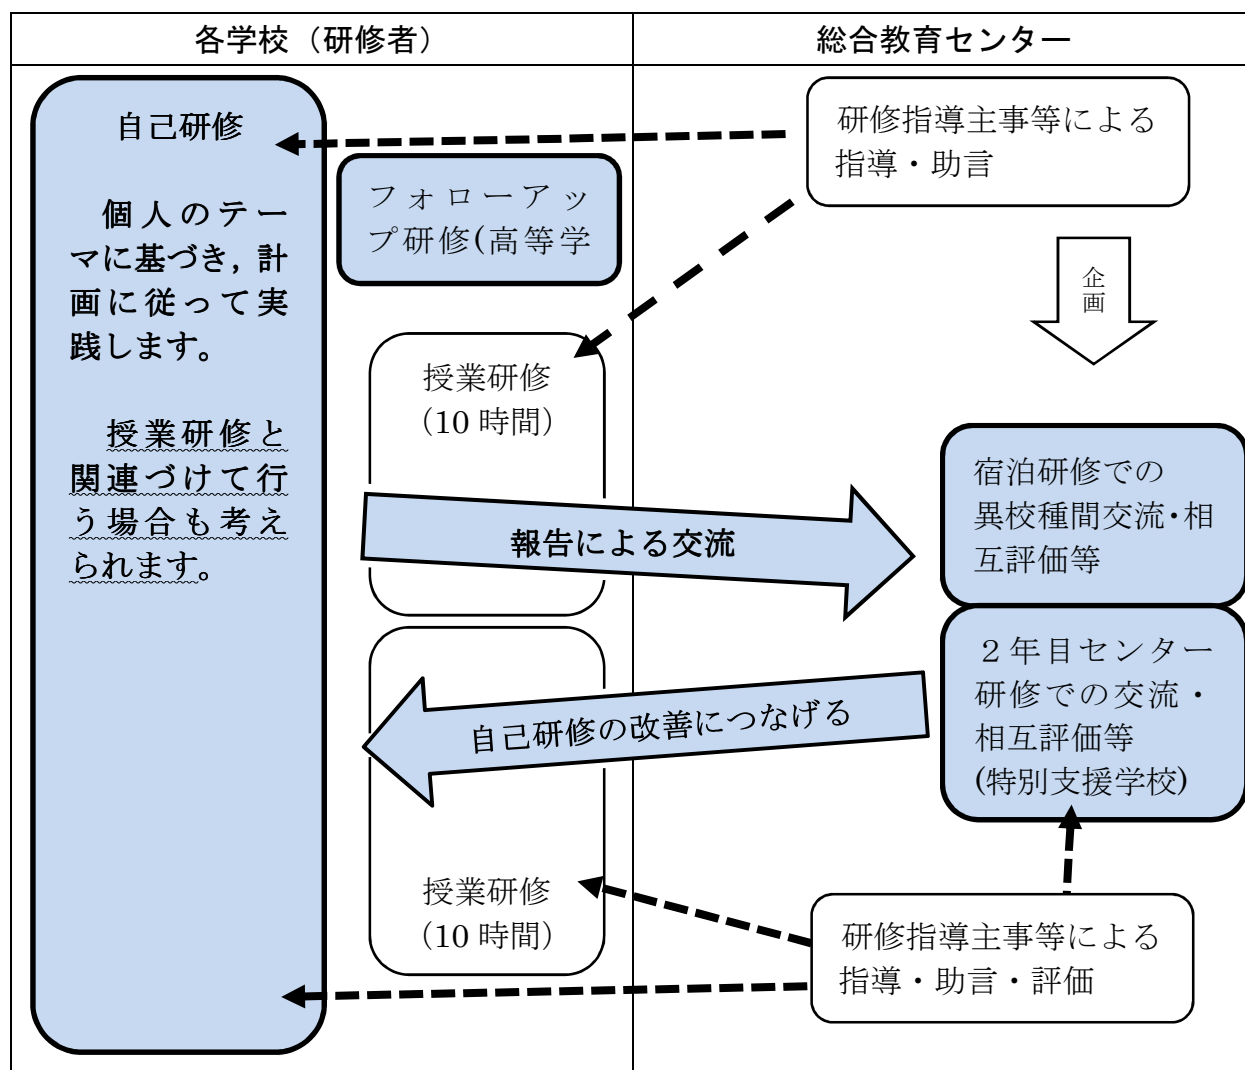 各学校（研修者）
総合教育センター
自己研修
個人のテー
マに基づき，計
画に従って実
践します。
授業研修と
関連づけて行
う場合も考え
られます。
フォローアッ
プ研修(高等学
授業研修
（10 時間）
研修指導主事等による
指導・助言
企画
報告による交流
宿泊研修での
異校種間交流・相
互評価等
自己研修の改善につなげる
２年目センター
研修での交流・
相互評価等
(特別支援学校)
授業研修
（10 時間）
研修指導主事等による
指導・助言・評価